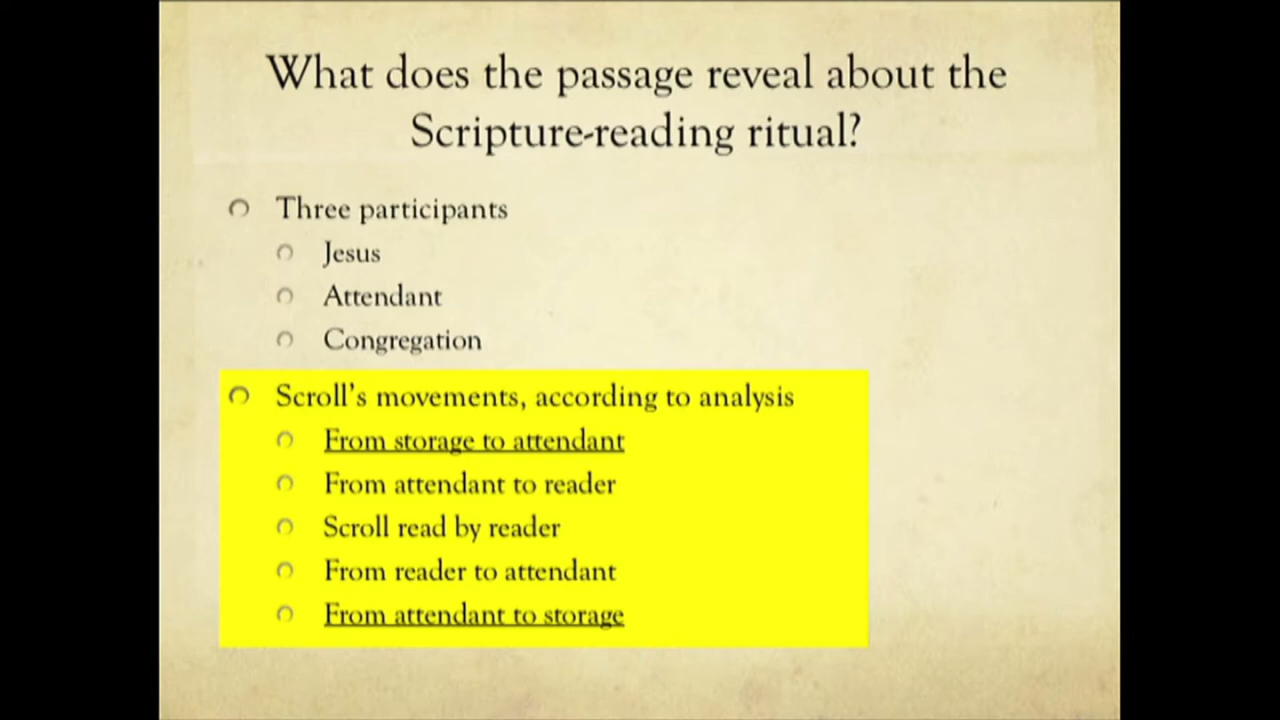 What does the passage reveal about the
Scripture-reading ritual?
Three participants
Jesus
Attendant
Congregation
Scroll's movements, according to analysis
From storage to attendant
From attendant to reader
Scroll read by reader
From reader to attendant
From attendant to storage